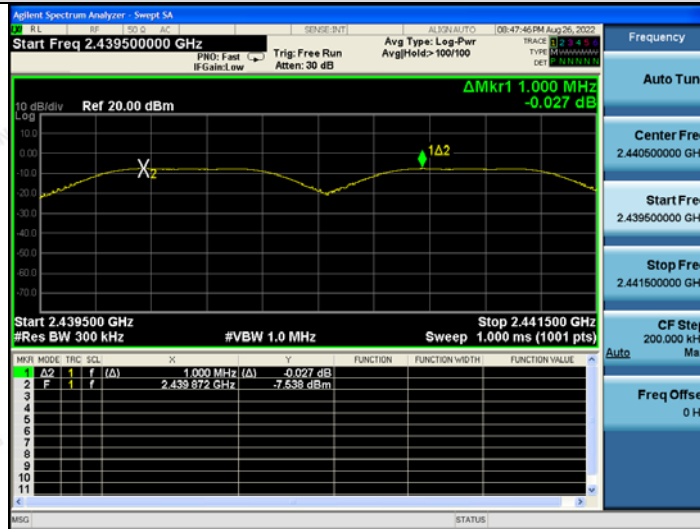 Agilent Spectrum Analyzer - Swept SA
RL RF 50 Ω AC SENSE:INT ALIGN AUTO 08:47:46 PM Aug 26, 2022
Start Freq 2.439500000 GHz
PNO: Fast
IFGain:Low
Trig: Free Run
Atten: 30 dB
Avg Type: Log-Pwr
Avg|Hold:> 100/100
TRACE 1 2 3 4 5 6
TYPE M
DET P N N N N N
Frequency
ΔMkr1 1.000 MHz
-0.027 dB
10 dB/div Ref 20.00 dBm
Log
10.0
0.00
-10.0
-20.0
-30.0
-40.0
-50.0
-60.0
-70.0
X2
1Δ2
Start 2.439500 GHz Stop 2.441500 GHz
#Res BW 300 kHz #VBW 1.0 MHz Sweep 1.000 ms (1001 pts)
MKR MODE TRC SCL X Y FUNCTION FUNCTION WIDTH FUNCTION VALUE
1 Δ2 1 f (Δ) 1.000 MHz (Δ) -0.027 dB
2 F 1 f 2.439 872 GHz -7.538 dBm
3
4
5
6
7
8
9
10
11
MSG STATUS
Auto Tun
Center Fre
2.440500000 GH
Start Fre
2.439500000 GH
Stop Fre
2.441500000 GH
CF Step
200.000 kH
Auto Ma
Freq Offse
0 H